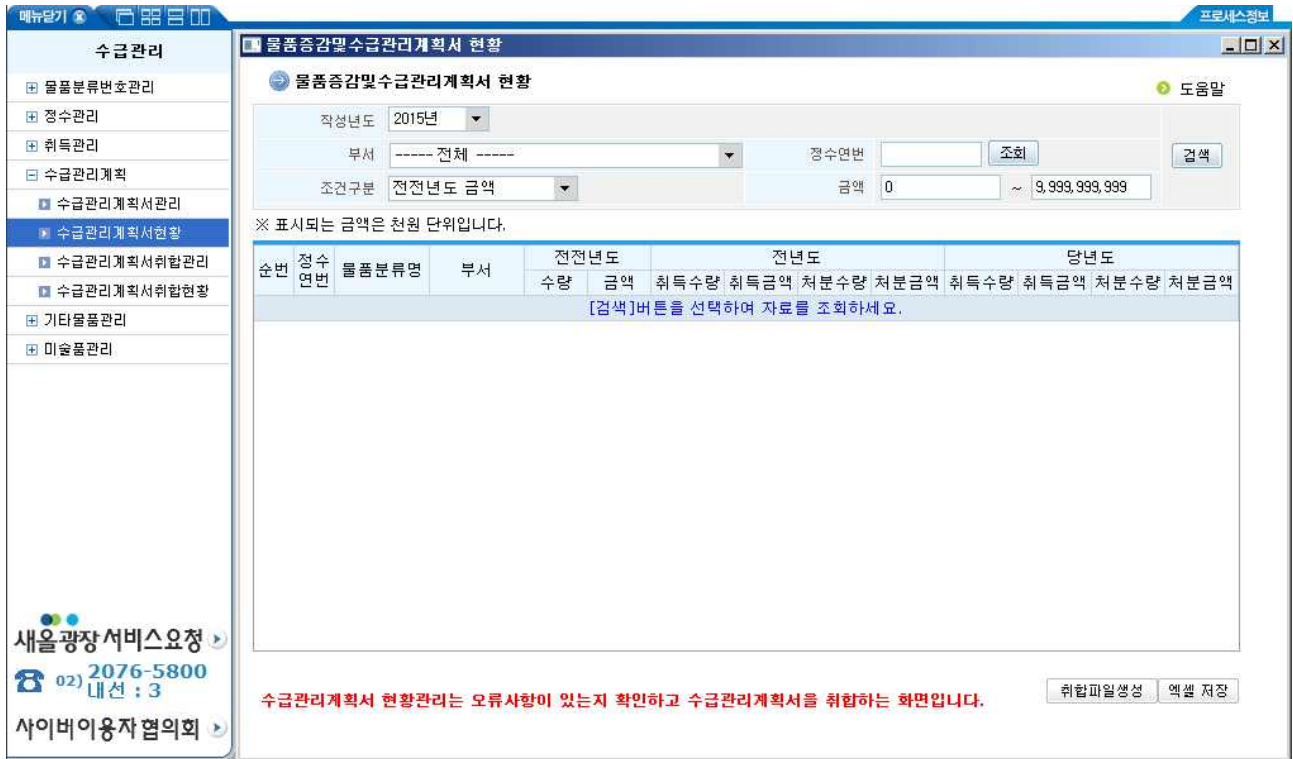 메뉴닫기
프로세스정보
수급관리
물품분류번호관리
정수관리
취득관리
수급관리계획
수급관리계획서관리
수급관리계획서현황
수급관리계획서취합관리
수급관리계획서취합현황
기타물품관리
미술품관리
새올광장 서비스요청
02) 2076-5800
내선 : 3
사이버이용자협의회
물품증감및수급관리계획서 현황
물품증감및수급관리계획서 현황
도움말
작성년도 2015년
부서 ----- 전체 ----- 정수연번 조회 검색
조건구분 전전년도 금액 금액 0 ~ 9,999,999,999
※ 표시되는 금액은 천원 단위입니다.
순번 정수연번 물품분류명 부서 전전년도 전년도 당년도
수량 금액 취득수량 취득금액 처분수량 처분금액 취득수량 취득금액 처분수량 처분금액
[검색]버튼을 선택하여 자료를 조회하세요.
수급관리계획서 현황관리는 오류사항이 있는지 확인하고 수급관리계획서을 취합하는 화면입니다.
취합파일생성 엑셀 저장